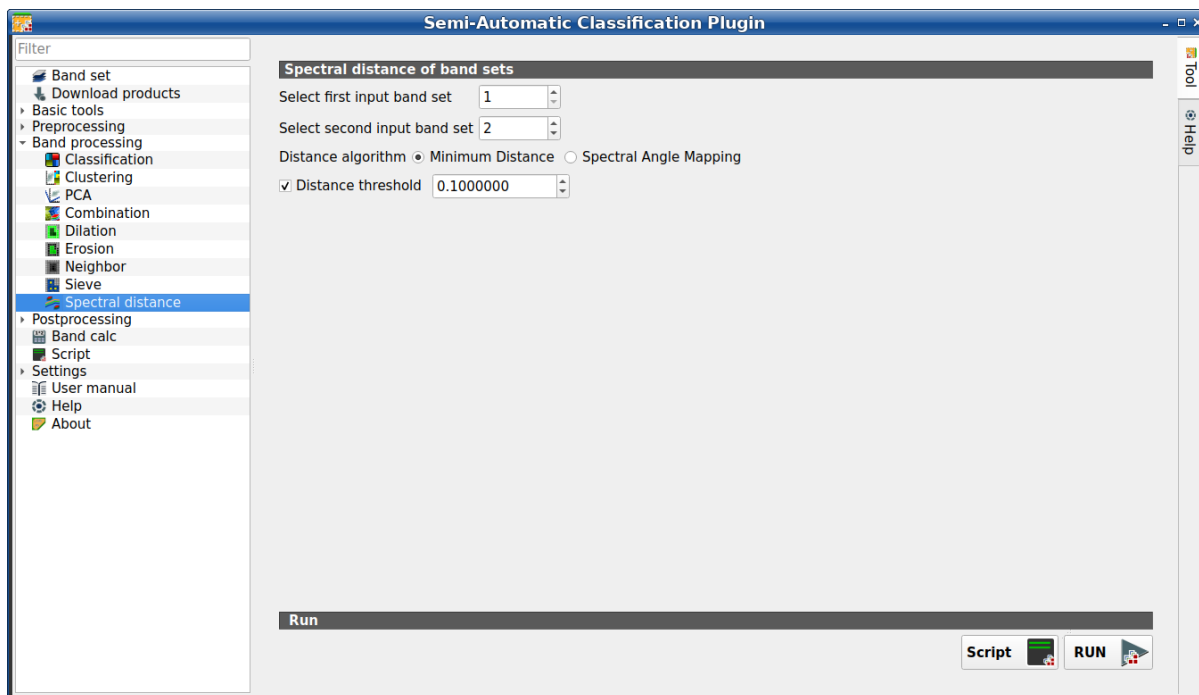 Semi-Automatic Classification Plugin
Filter
Band set
Download products
Basic tools
Preprocessing
Band processing
Classification
Clustering
PCA
Combination
Dilation
Erosion
Neighbor
Sieve
Spectral distance
Postprocessing
Band calc
Script
Settings
User manual
Help
About
Spectral distance of band sets
Select first input band set 1
Select second input band set 2
Distance algorithm Minimum Distance Spectral Angle Mapping
Distance threshold 0.1000000
Run
Script RUN
Tool
Help